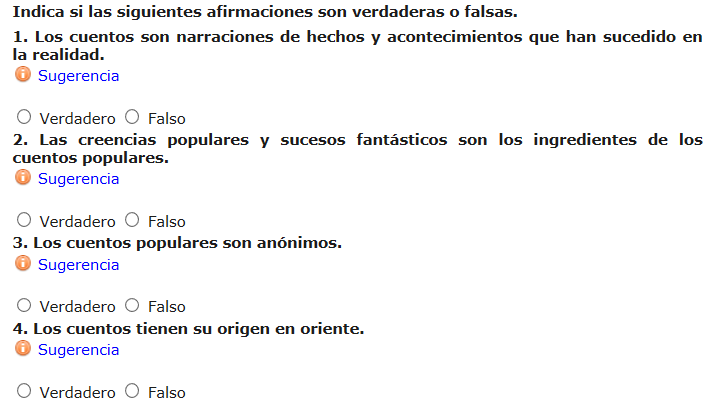 Indica si las siguientes afirmaciones son verdaderas o falsas.
1. Los cuentos son narraciones de hechos y acontecimientos que han sucedido en
la realidad.
Sugerencia
Verdadero Falso
2. Las creencias populares y sucesos fantásticos son los ingredientes de los
cuentos populares.
Sugerencia
Verdadero Falso
3. Los cuentos populares son anónimos.
Sugerencia
Verdadero Falso
4. Los cuentos tienen su origen en oriente.
Sugerencia
Verdadero Falso